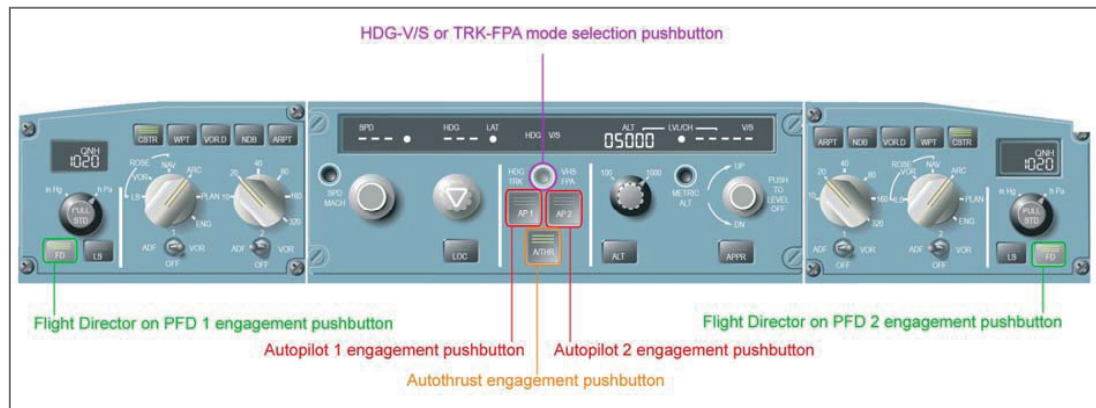 HDG-V/S or TRK-FPA mode selection pushbutton
SPD HDG LAT HDG V/S ALT LVL/CH V/S
--- --- 05000 ---
QNH
1020
CSTR WPT VOR.D NDB ARPT
in Hg hPa
PULL STD
FD LS
ROSE
LS VOR NAV ARC PLAN ENG
10 20 40 80 160 320
1
ADF VOR
OFF
2
ADF VOR
OFF
SPD
MACH
LOC
HDG
TRK
VHS
FPA
AP 1 AP 2
A/THR
100 1000
ALT
METRIC
ALT
UP
DN
PUSH
TO
LEVEL
OFF
APPR
ARPT NDB VOR.D WPT CSTR
QNH
1020
10 20 40 80 160 320
ROSE
LS VOR NAV ARC PLAN ENG
1
ADF VOR
OFF
2
ADF VOR
OFF
in Hg hPa
PULL STD
LS FD
Flight Director on PFD 1 engagement pushbutton
Flight Director on PFD 2 engagement pushbutton
Autopilot 1 engagement pushbutton
Autopilot 2 engagement pushbutton
Autothrust engagement pushbutton